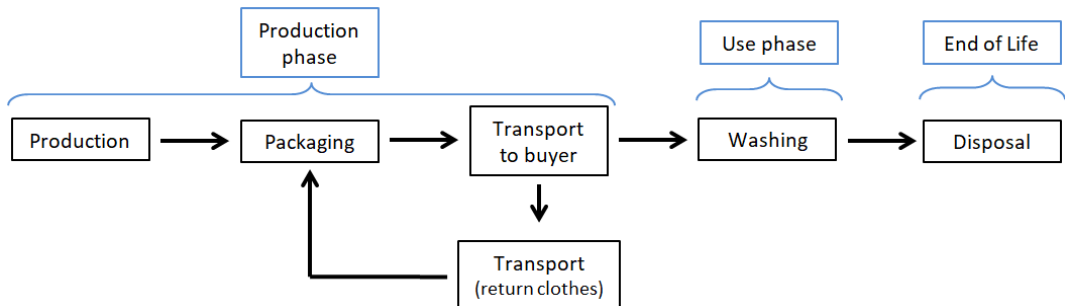 Production
phase
Use phase
End of Life
Production
Packaging
Transport
to buyer
Washing
Disposal
Transport
(return clothes)